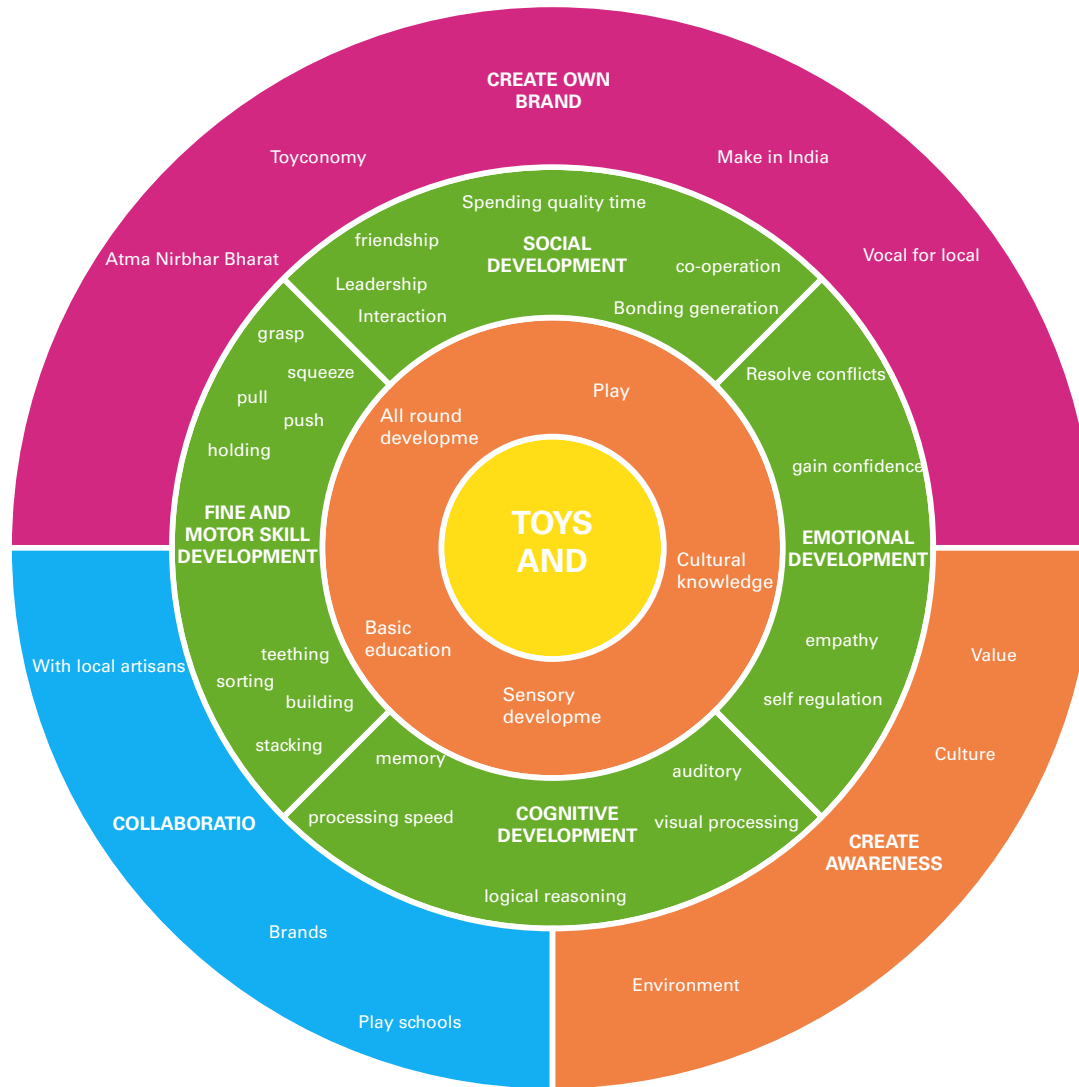 CREATE OWN
BRAND
Toyconomy
Make in India
Atma Nirbhar Bharat
Vocal for local
Spending quality time
friendship
SOCIAL
DEVELOPMENT
co-operation
Leadership
Interaction
Bonding generation
grasp
squeeze
pull
push
holding
FINE AND
MOTOR SKILL
DEVELOPMENT
teething
sorting
building
stacking
Resolve conflicts
gain confidence
EMOTIONAL
DEVELOPMENT
empathy
self regulation
memory
auditory
processing speed
COGNITIVE
DEVELOPMENT
visual processing
logical reasoning
Play
All round
developme
Cultural
knowledge
Basic
education
Sensory
developme
TOYS
AND
With local artisans
COLLABORATIO
Brands
Play schools
Value
Culture
CREATE
AWARENESS
Environment